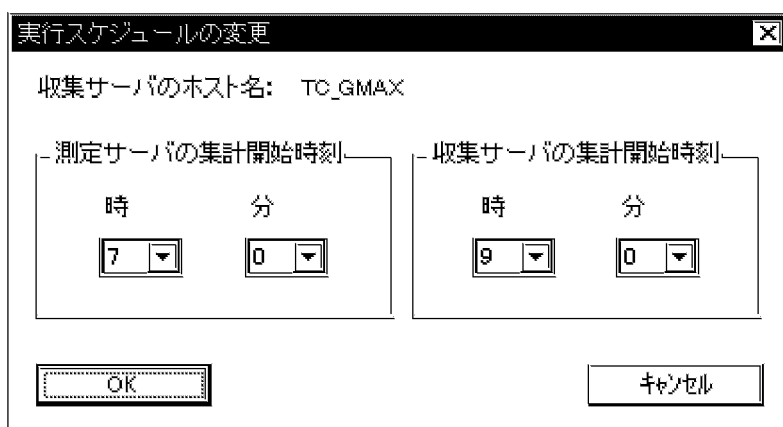 実行スケジュールの変更
収集サーバのホスト名: TC_GMAX
測定サーバの集計開始時刻
時 分
7 0
収集サーバの集計開始時刻
時 分
9 0
OK
キャンセル